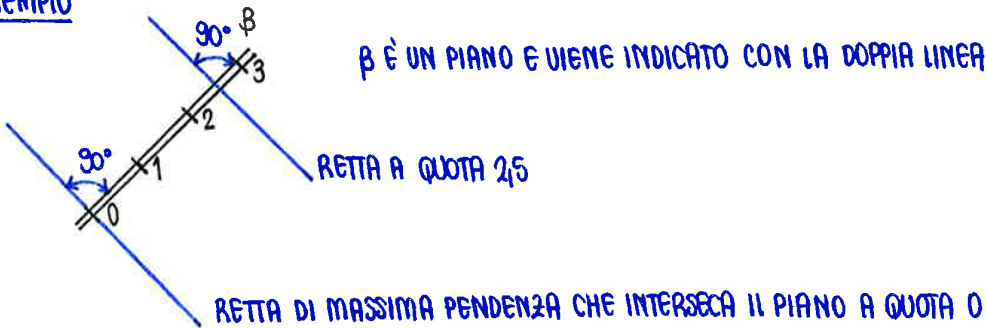 ESEMPIO
90° β
3
β È UN PIANO E VIENE INDICATO CON LA DOPPIA LINEA
2
90°
1
RETTA A QUOTA 2,5
0
RETTA DI MASSIMA PENDENZA CHE INTERSECA IL PIANO A QUOTA 0